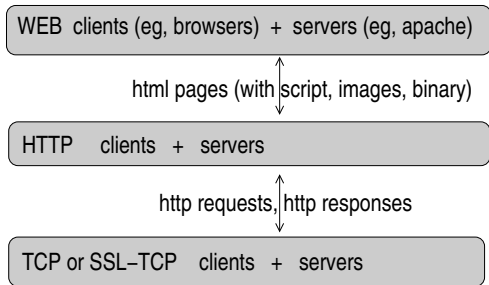 WEB clients (eg, browsers) + servers (eg, apache)
html pages (with script, images, binary)
HTTP clients + servers
http requests, http responses
TCP or SSL–TCP clients + servers